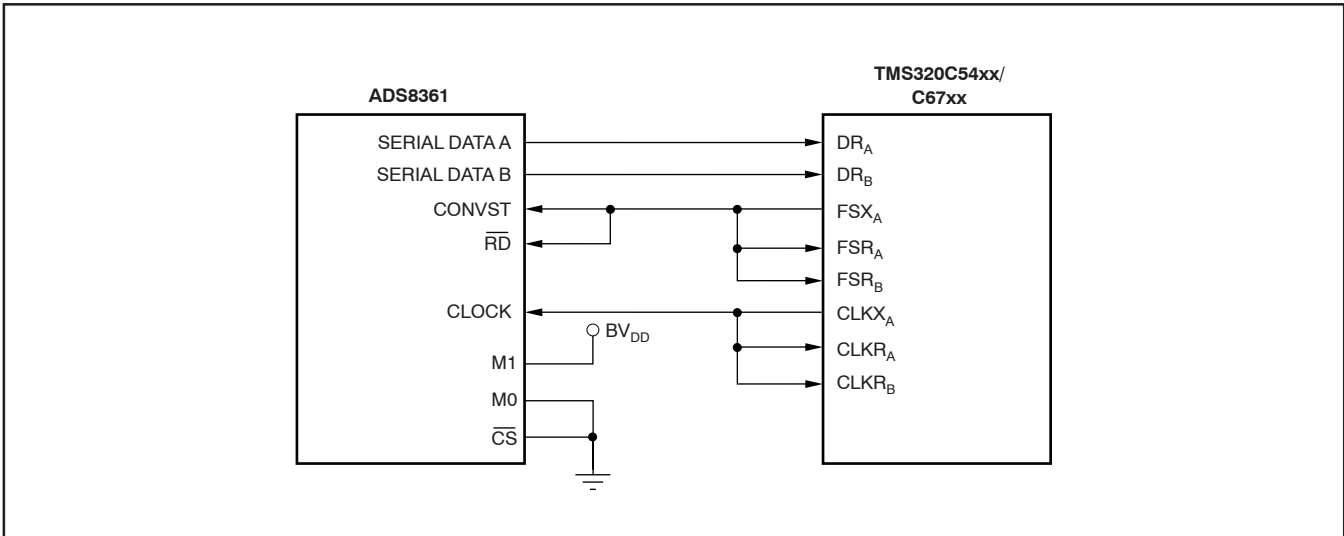 ADS8361
TMS320C54xx/
C67xx
SERIAL DATA A
SERIAL DATA B
CONVST
RD
CLOCK
M1
M0
CS
BVDD
DRA
DRB
FSXA
FSRA
FSRB
CLKXA
CLKRA
CLKRB